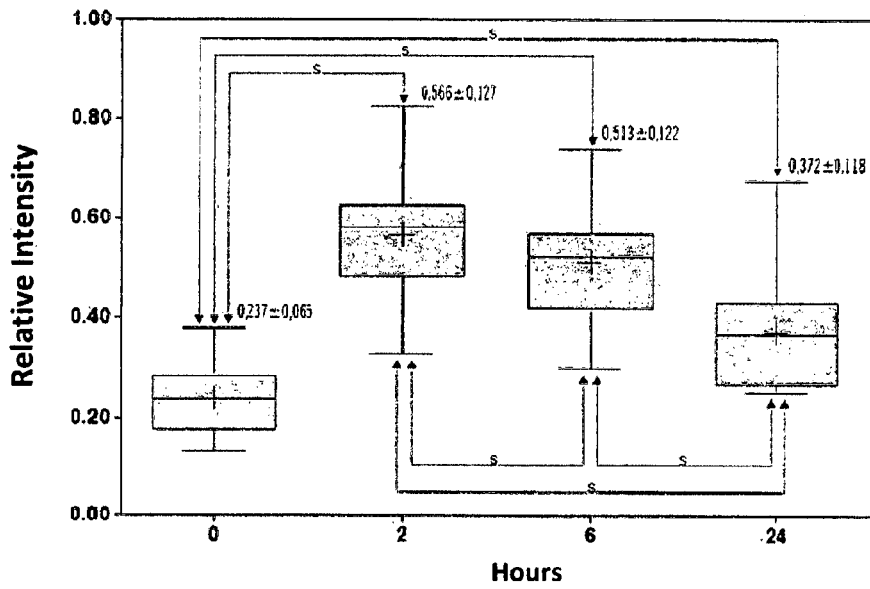 1.00
S
S
S
0,566±0,127
0.80
0,513±0,122
0,372±0,118
Relative Intensity
0.60
0.40
0,237±0,065
0.20
S
S
S
0.00
0
2
6
24
Hours